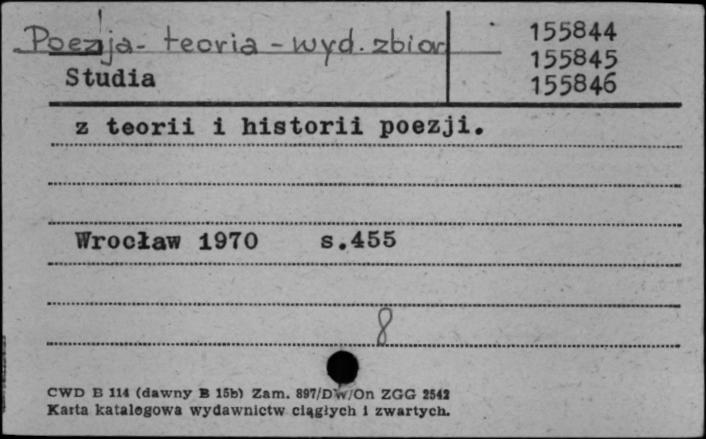 Poezja - teoria - wyd. zbior
155844
155845
155846
Studia
z teorii i historii poezji.
Wrocław 1970 s.455
8
CWD B 114 (dawny B 15b) Zam. 897/DW/On ZGG 2542
Karta katalogowa wydawnictw ciągłych i zwartych.